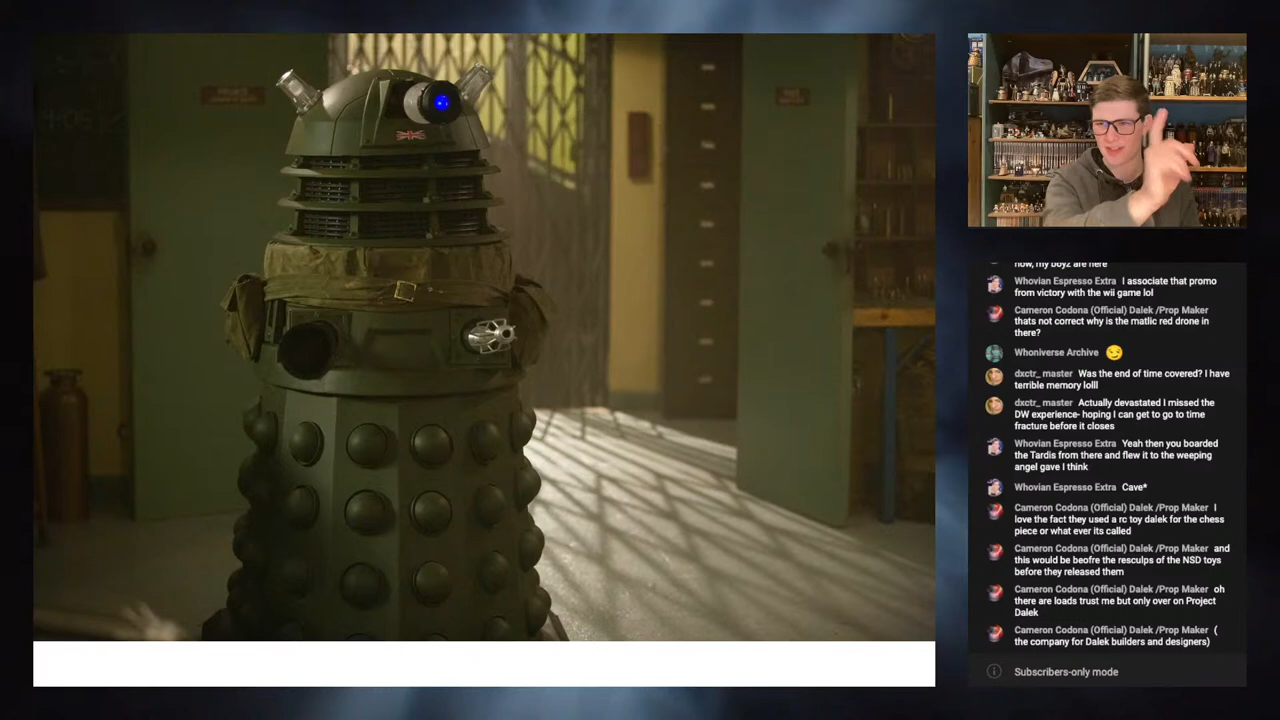 now, my boyz are here
Whovian Espresso Extra I associate that promo
from victory with the wii game lol
Cameron Codona (Official) Dalek /Prop Maker
thats not correct why is the matlic red drone in
there?
Whoniverse Archive 😏
dxctr_ master Was the end of time covered? I have
terrible memory lolll
dxctr_ master Actually devastated I missed the
DW experience- hoping I can get to go to time
fracture before it closes
Whovian Espresso Extra Yeah then you boarded
the Tardis from there and flew it to the weeping
angel gave I think
Whovian Espresso Extra Cave*
Cameron Codona (Official) Dalek /Prop Maker I
love the fact they used a rc toy dalek for the chess
piece or what ever its called
Cameron Codona (Official) Dalek /Prop Maker and
this would be beofre the resculps of the NSD toys
before they released them
Cameron Codona (Official) Dalek /Prop Maker oh
there are loads trust me but only over on Project
Dalek
Cameron Codona (Official) Dalek /Prop Maker (
the company for Dalek builders and designers)
Subscribers-only mode